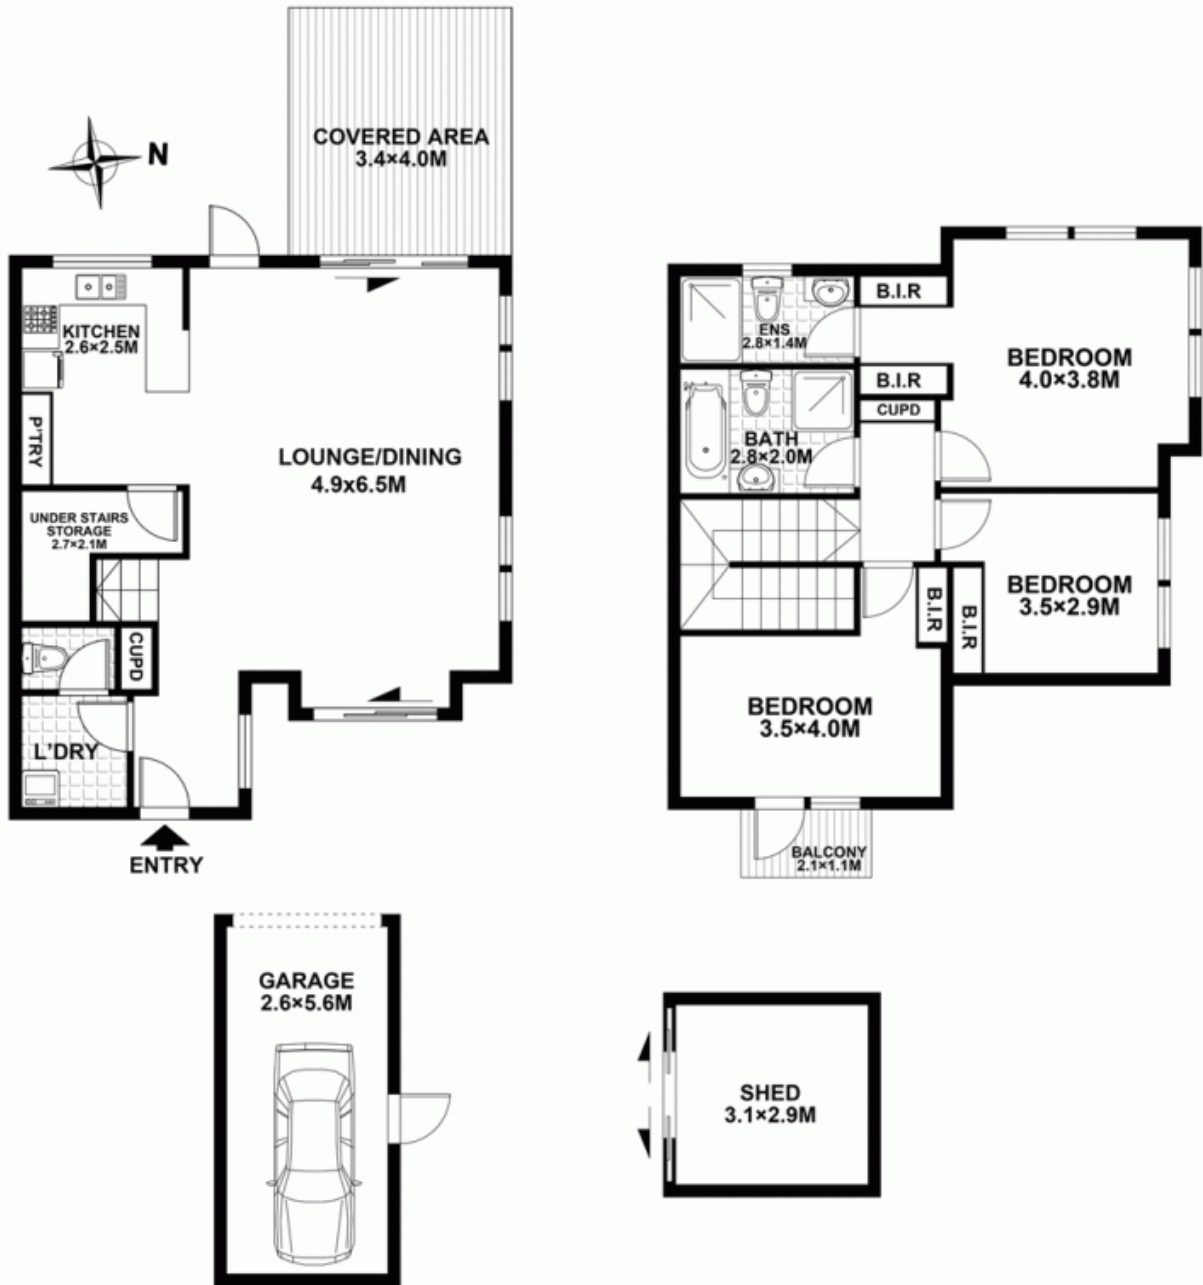 COVERED AREA
3.4×4.0M
N
KITCHEN
2.6×2.5M
P'TRY
LOUNGE/DINING
4.9x6.5M
UNDER STAIRS
STORAGE
2.7×2.1M
CUPD
L'DRY
ENTRY
B.I.R
ENS
2.8×1.4M
BEDROOM
4.0×3.8M
B.I.R
CUPD
BATH
2.8×2.0M
BEDROOM
3.5×2.9M
B.I.R
B.I.R
BEDROOM
3.5×4.0M
BALCONY
2.1×1.1M
GARAGE
2.6×5.6M
SHED
3.1×2.9M